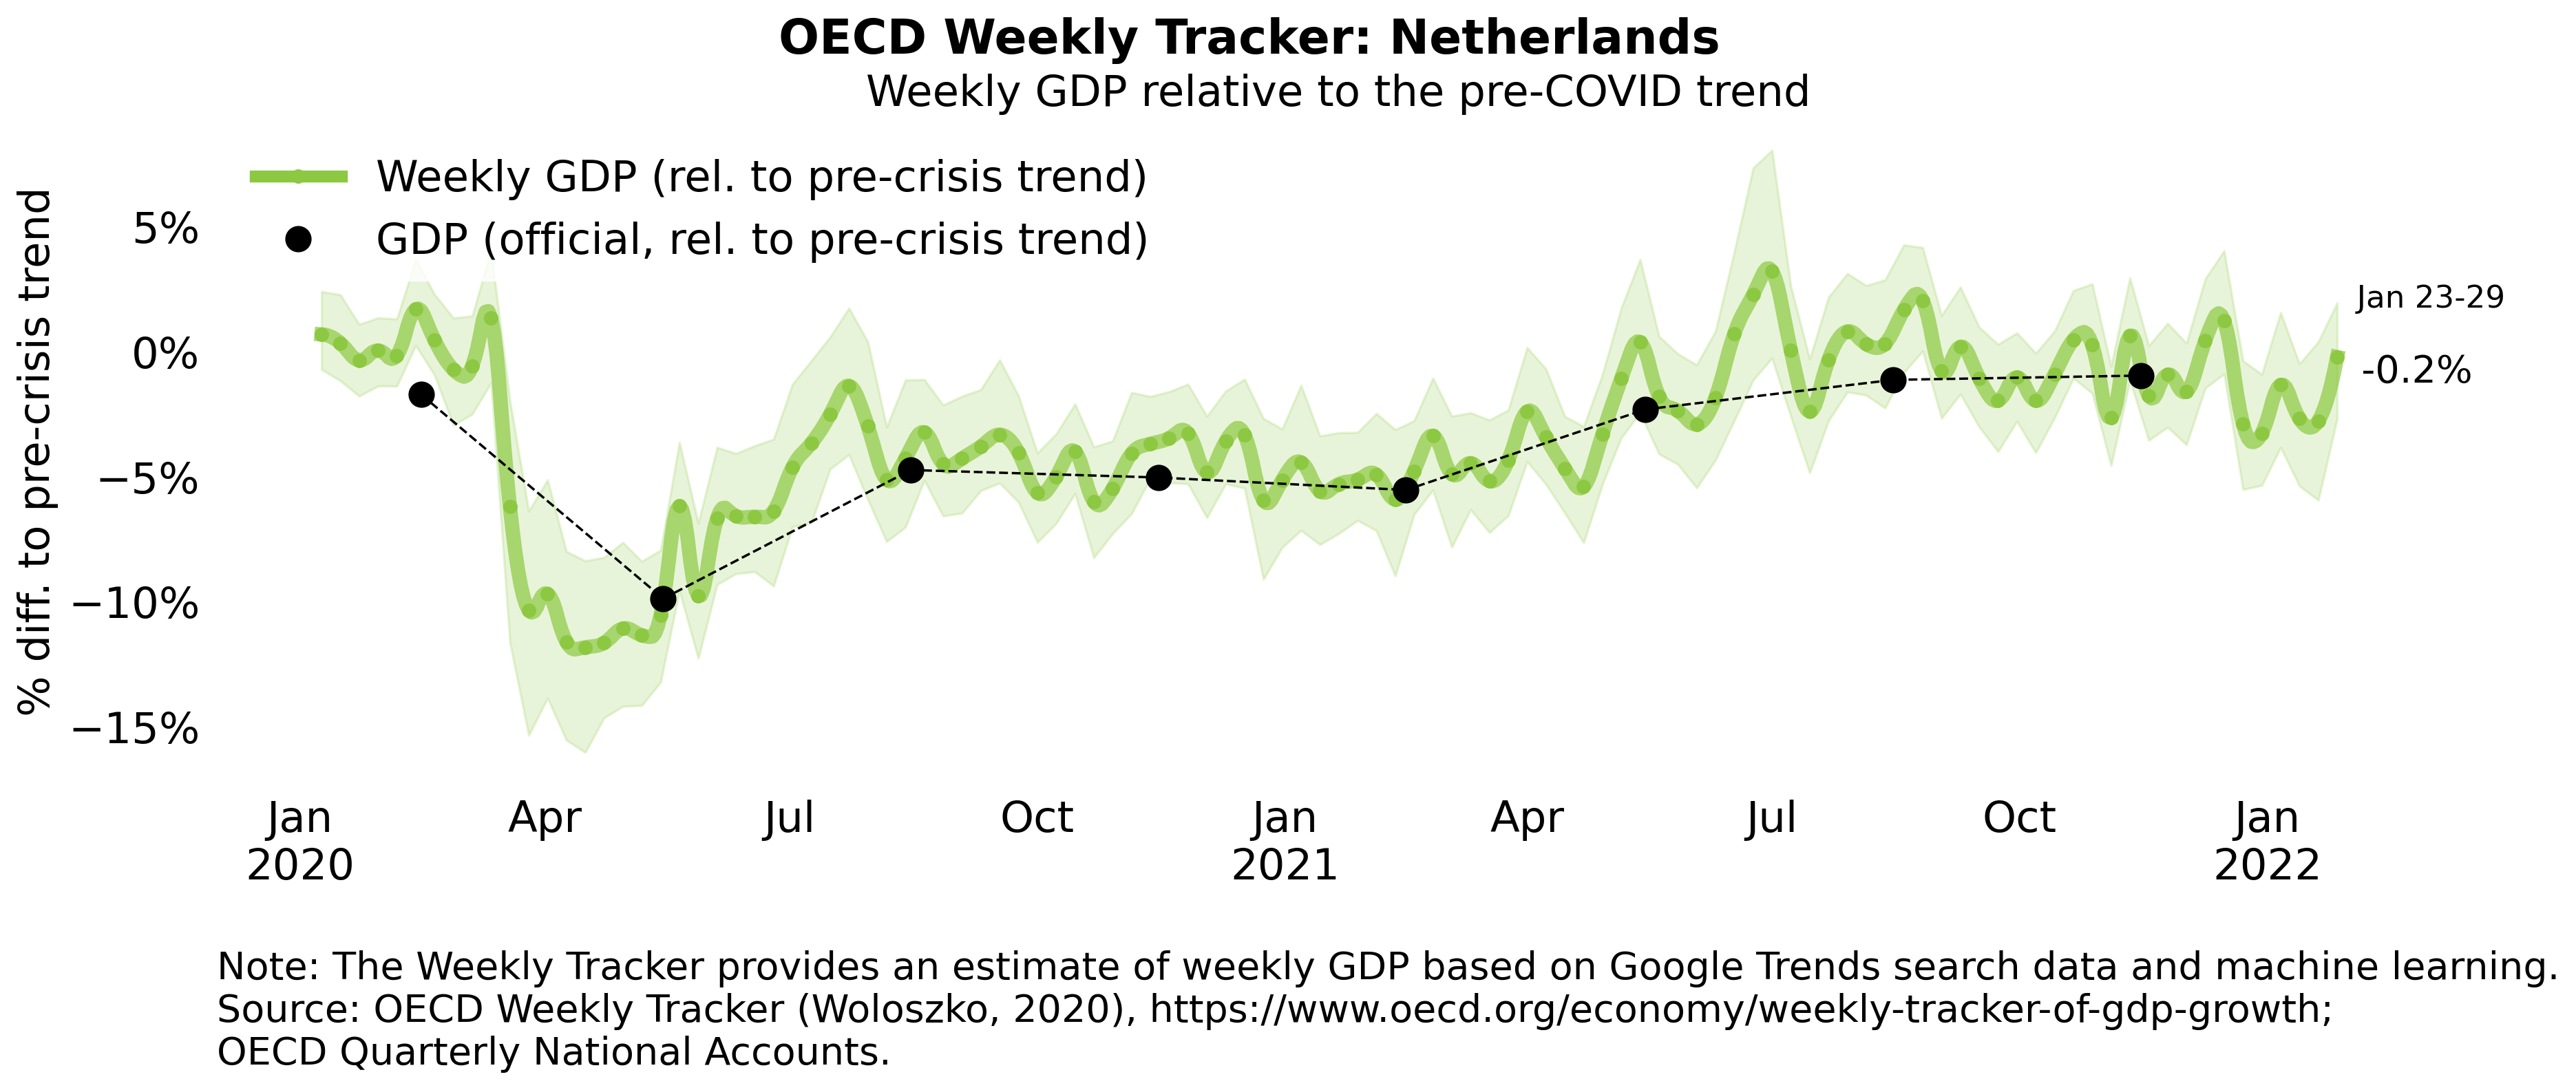 OECD Weekly Tracker: Netherlands
Weekly GDP relative to the pre-COVID trend
Weekly GDP (rel. to pre-crisis trend)
GDP (official, rel. to pre-crisis trend)
% diff. to pre-crisis trend
5%
0%
−5%
−10%
−15%
Jan 23-29
-0.2%
Jan Apr Jul Oct Jan Apr Jul Oct Jan
2020 2021 2022
Note: The Weekly Tracker provides an estimate of weekly GDP based on Google Trends search data and machine learning.
Source: OECD Weekly Tracker (Woloszko, 2020), https://www.oecd.org/economy/weekly-tracker-of-gdp-growth;
OECD Quarterly National Accounts.